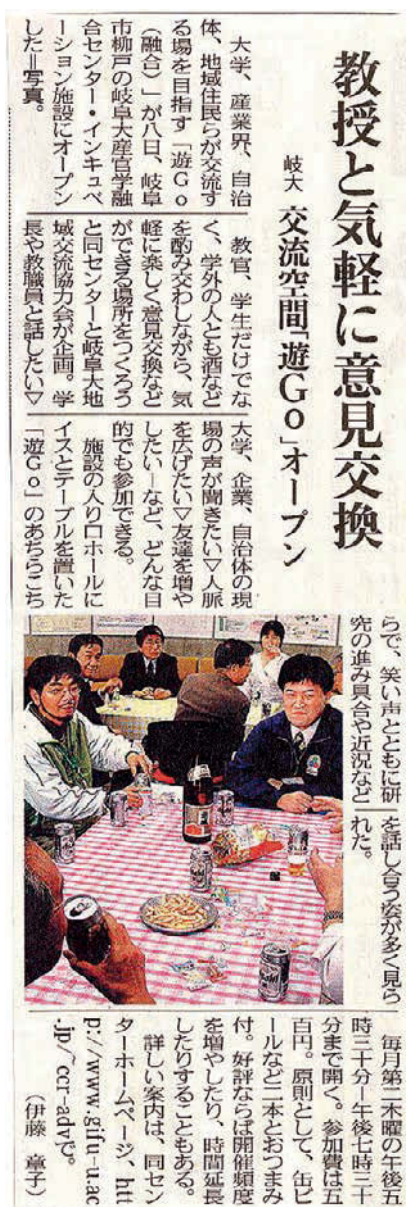 教授と気軽に意見交換
岐大 交流空間「遊Go」オープン
大学、産業界、自治
体、地域住民らが交流す
る場を目指す「遊Go
（融合）」が八日、岐阜
市柳戸の岐阜大産官学融
合センター・インキュベ
ーション施設にオープン
した＝写真。
教官、学生だけでな
く、学外の人とも酒など
を酌み交わしながら、気
軽に楽しく意見交換など
ができる場所をつくろう
と同センターと岐阜大地
域交流協力会が企画。学
長や教職員と話したい▽
大学、企業、自治体の現
場の声が聞きたい▽人脈
を広げたい▽友達を増や
したい―など、どんな目
的でも参加できる。
施設の入り口ホールに
イスとテーブルを置いた
「遊Go」のあちらこち
らで、笑い声とともに研
究の進み具合や近況など
を話し合う姿が多く見ら
れた。
毎月第二木曜の午後五
時三十分―午後七時三十
分まで開く。参加費は五
百円。原則として、缶ビ
ールなど二本とおつまみ
付。好評ならば開催頻度
を増やしたり、時間延長
したりすることもある。
詳しい案内は、同セン
ターホームページ、htt
p://www.gifu-u.ac
.jp/~ccr-advで。
（伊藤 章子）